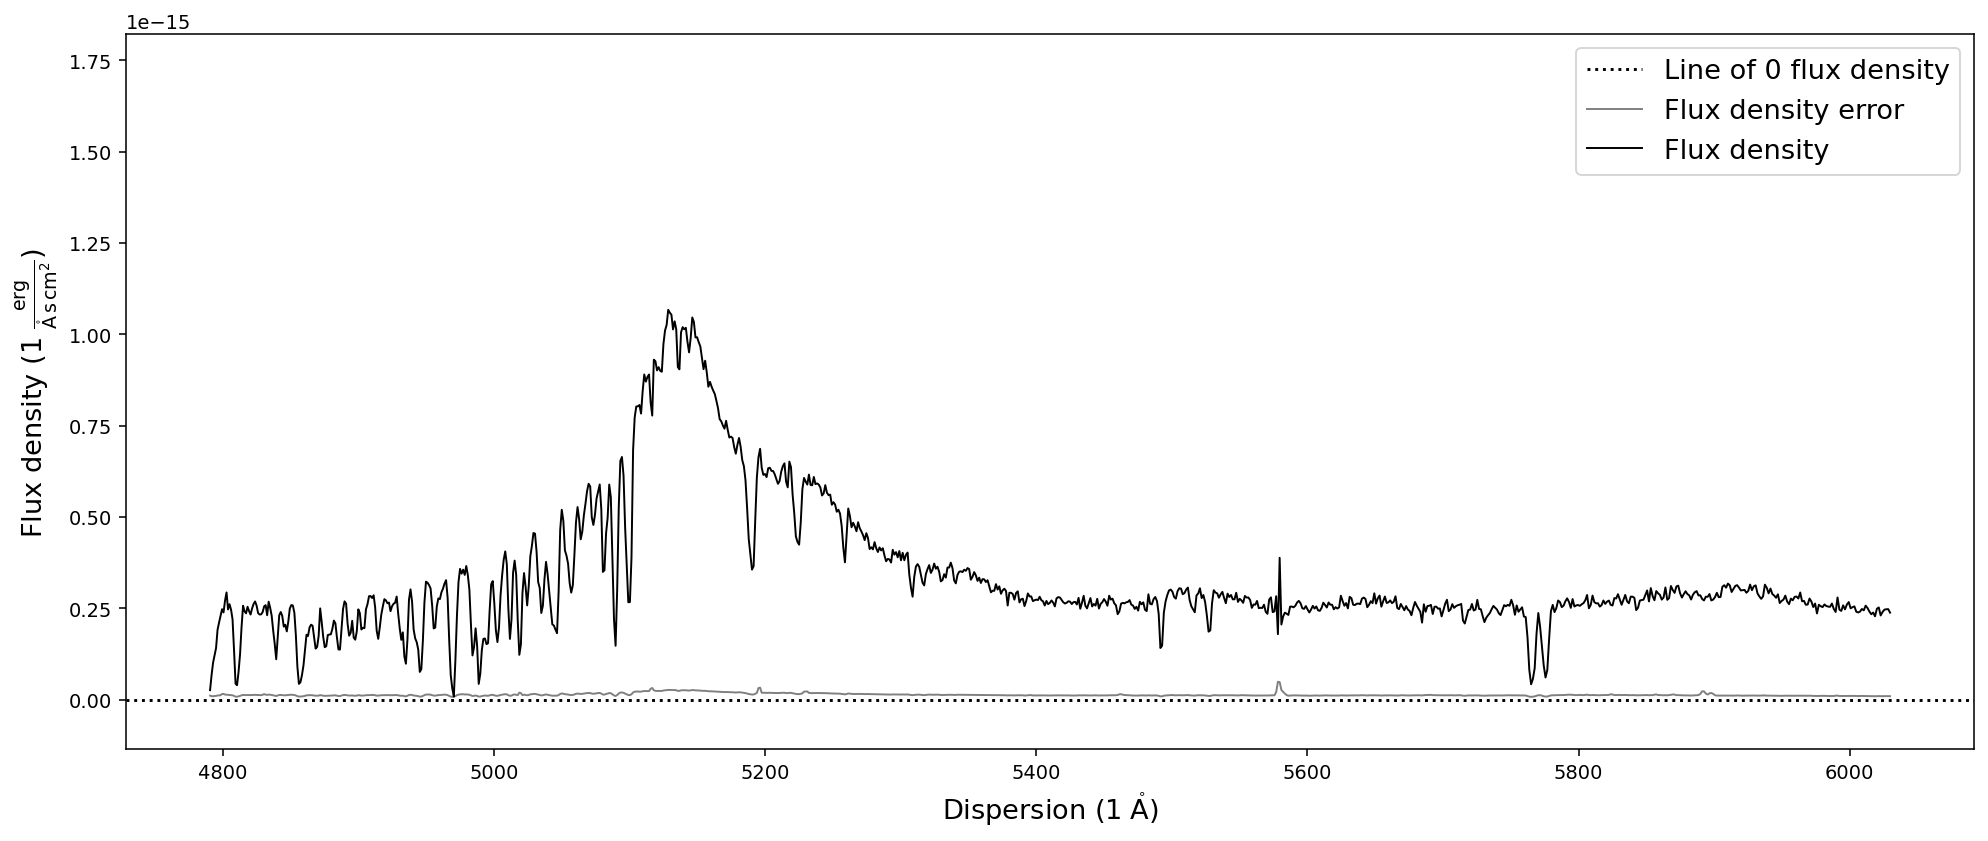 1e−15
1.75
1.50
1.25
1.00
0.75
0.50
0.25
0.00
Flux density (1 erg / Å s cm²)
Line of 0 flux density
Flux density error
Flux density
4800 5000 5200 5400 5600 5800 6000
Dispersion (1 Å)